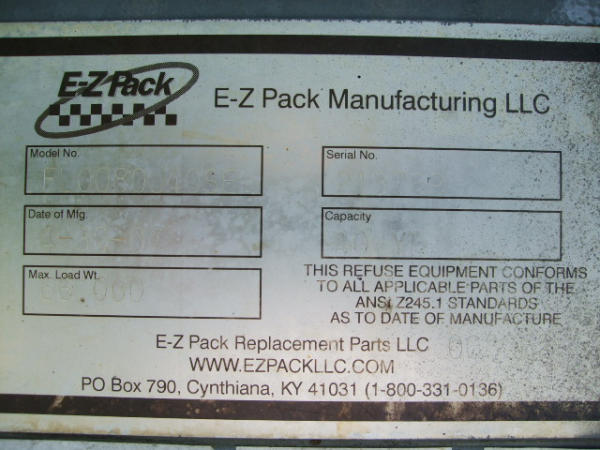 E-Z Pack
E-Z Pack Manufacturing LLC
Model No.
Serial No.
Date of Mfg.
Capacity
Max. Load Wt.
THIS REFUSE EQUIPMENT CONFORMS
TO ALL APPLICABLE PARTS OF THE
ANSI Z245.1 STANDARDS
AS TO DATE OF MANUFACTURE
E-Z Pack Replacement Parts LLC
WWW.EZPACKLLC.COM
PO Box 790, Cynthiana, KY 41031 (1-800-331-0136)